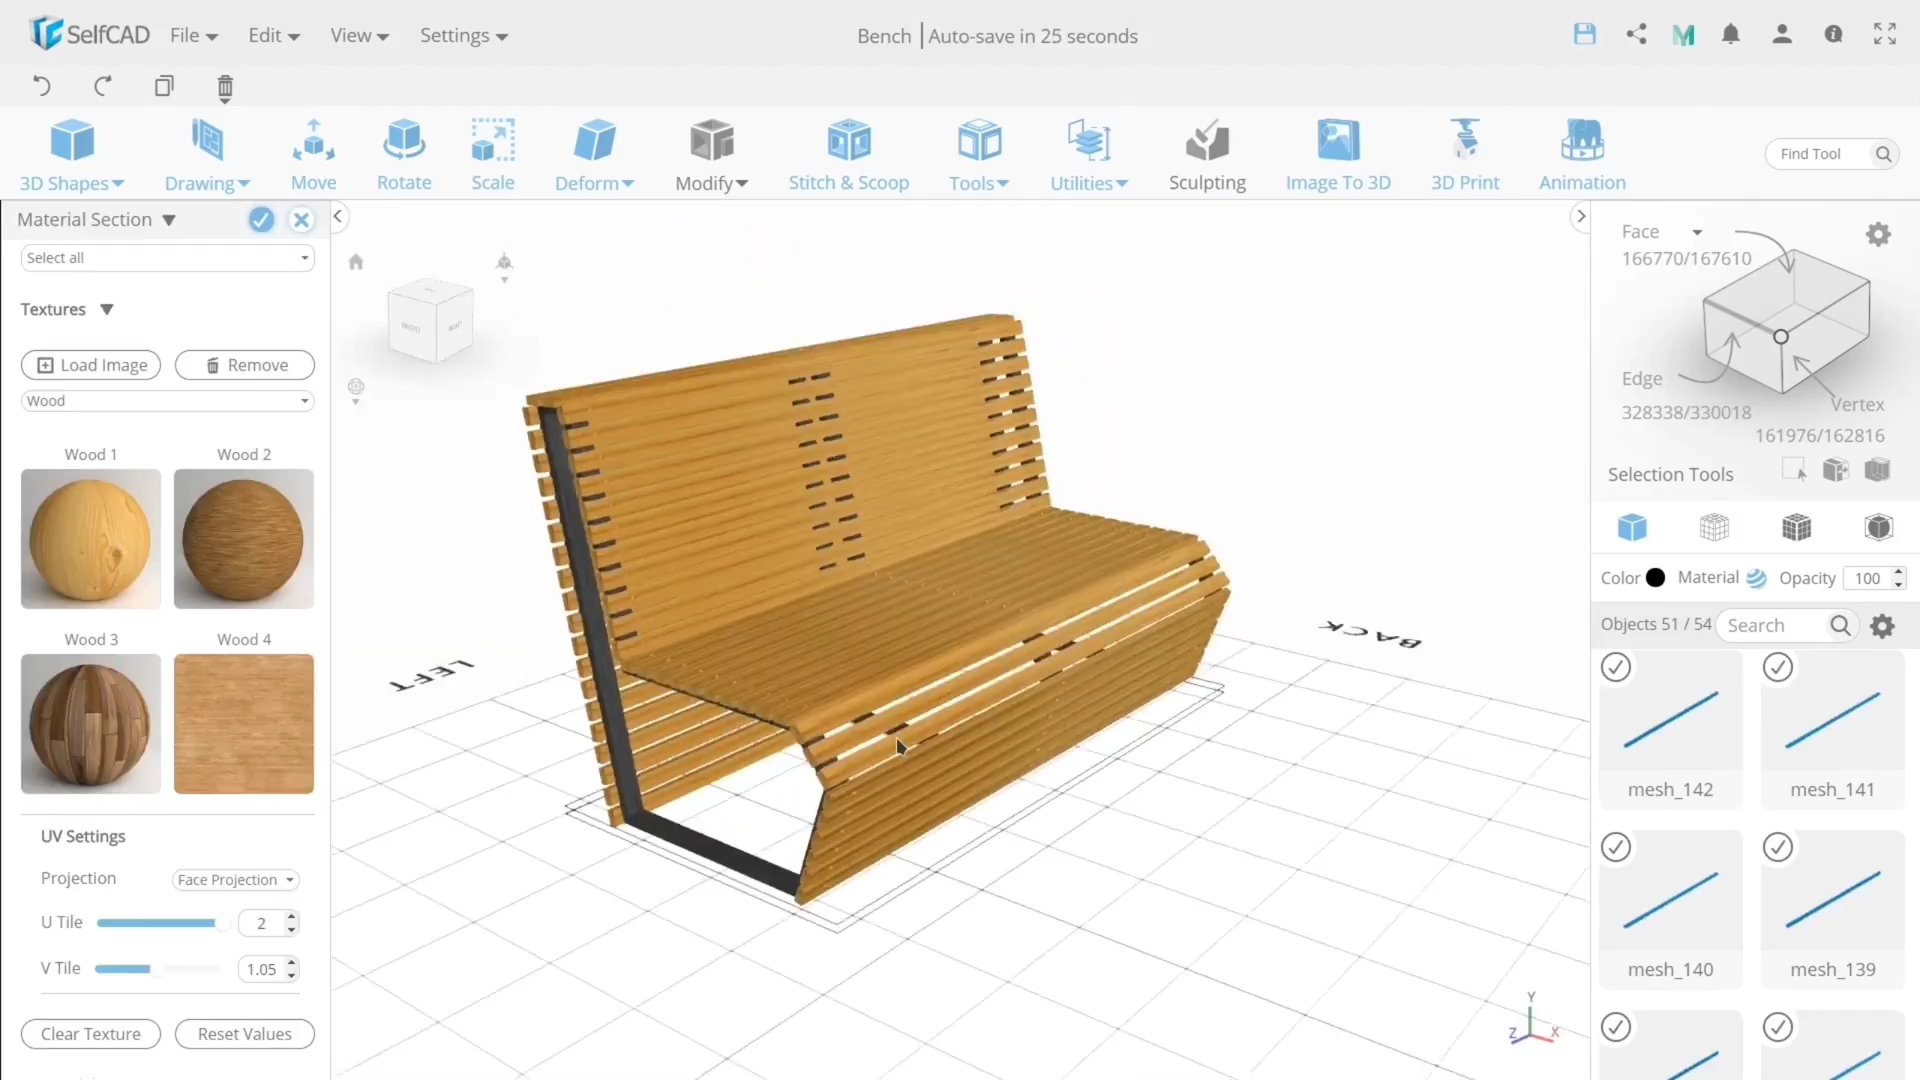 SelfCAD File Edit View Settings Bench Auto-save in 25 seconds
3D Shapes Drawing Move Rotate Scale Deform Modify Stitch & Scoop Tools Utilities Sculpting Image To 3D 3D Print Animation Find Tool
Material Section
Select all
Textures
Load Image Remove
Wood
Wood 1 Wood 2
Wood 3 Wood 4
UV Settings
Projection Face Projection
U Tile 2
V Tile 1.05
Clear Texture Reset Values
FRONT RIGHT
LEFT
BACK
Y
Z X
Face
166770/167610
Edge
328338/330018
Vertex
161976/162816
Selection Tools
Color Material Opacity 100
Objects 51 / 54 Search
mesh_142 mesh_141
mesh_140 mesh_139